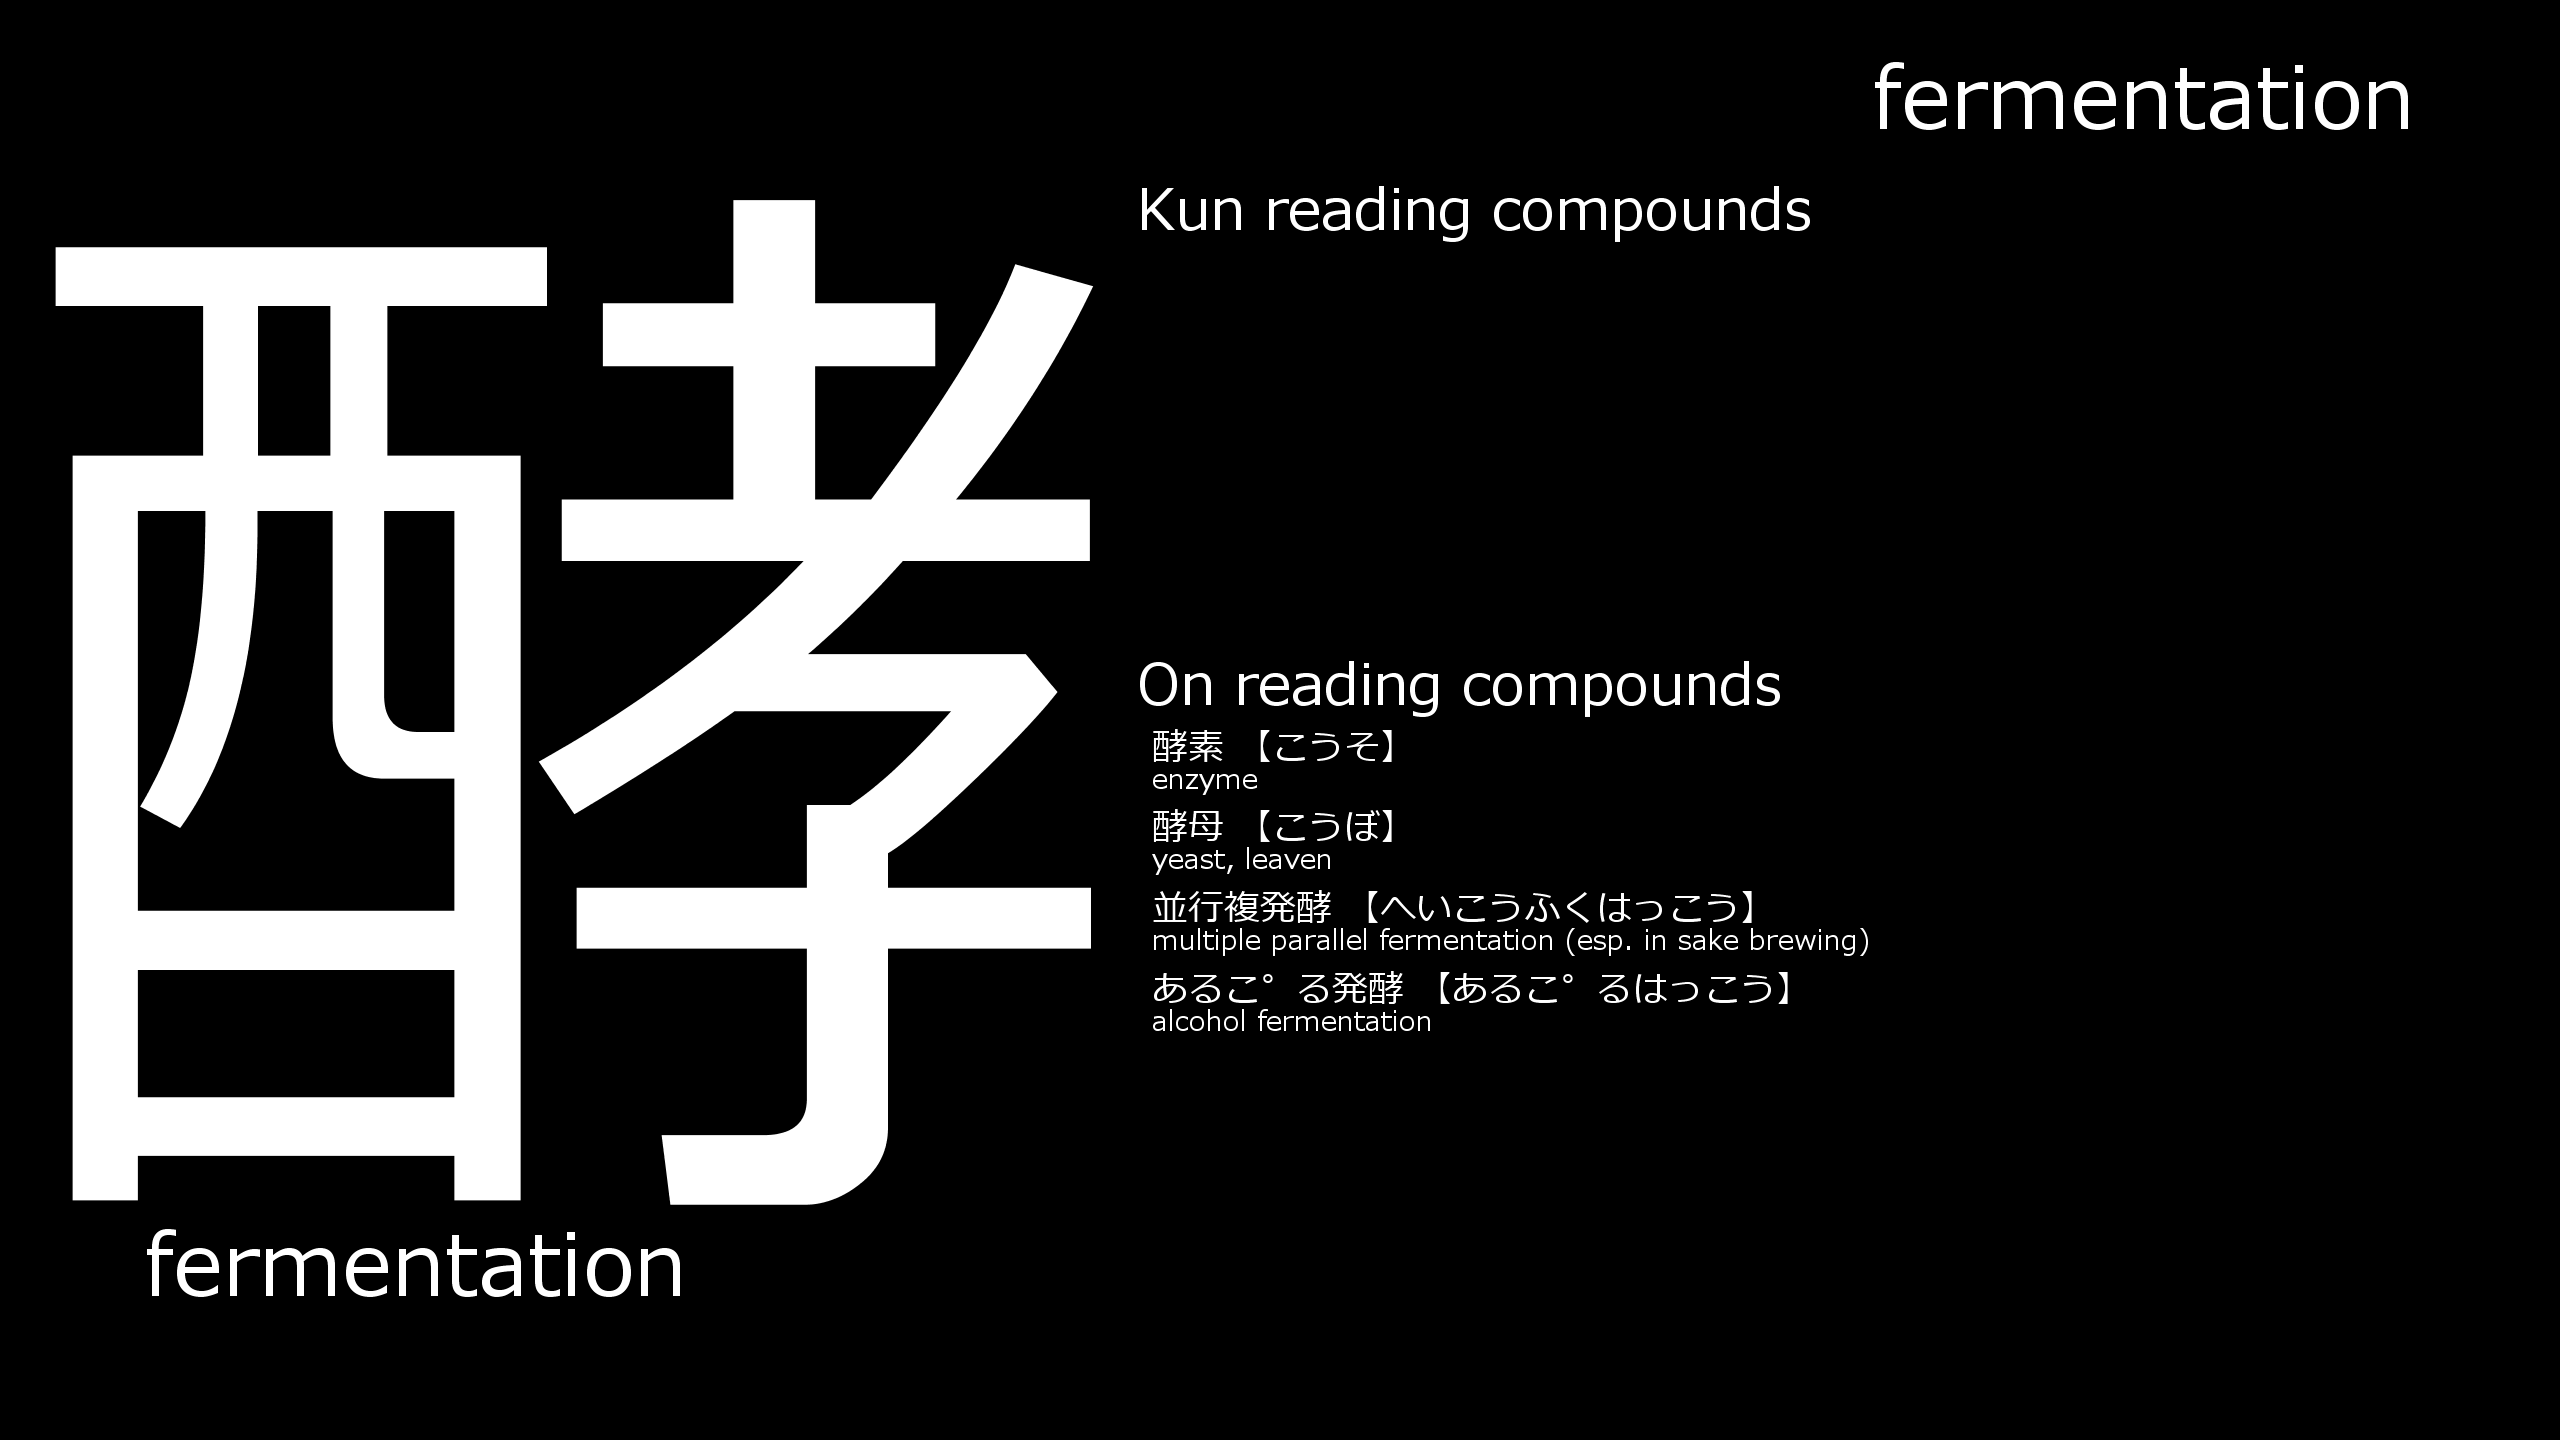 fermentation
酵
fermentation
Kun reading compounds
On reading compounds
酵素 【こうそ】
enzyme
酵母 【こうぼ】
yeast, leaven
並行複発酵 【へいこうふくはっこう】
multiple parallel fermentation (esp. in sake brewing)
あるこ゜る発酵 【あるこ゜るはっこう】
alcohol fermentation